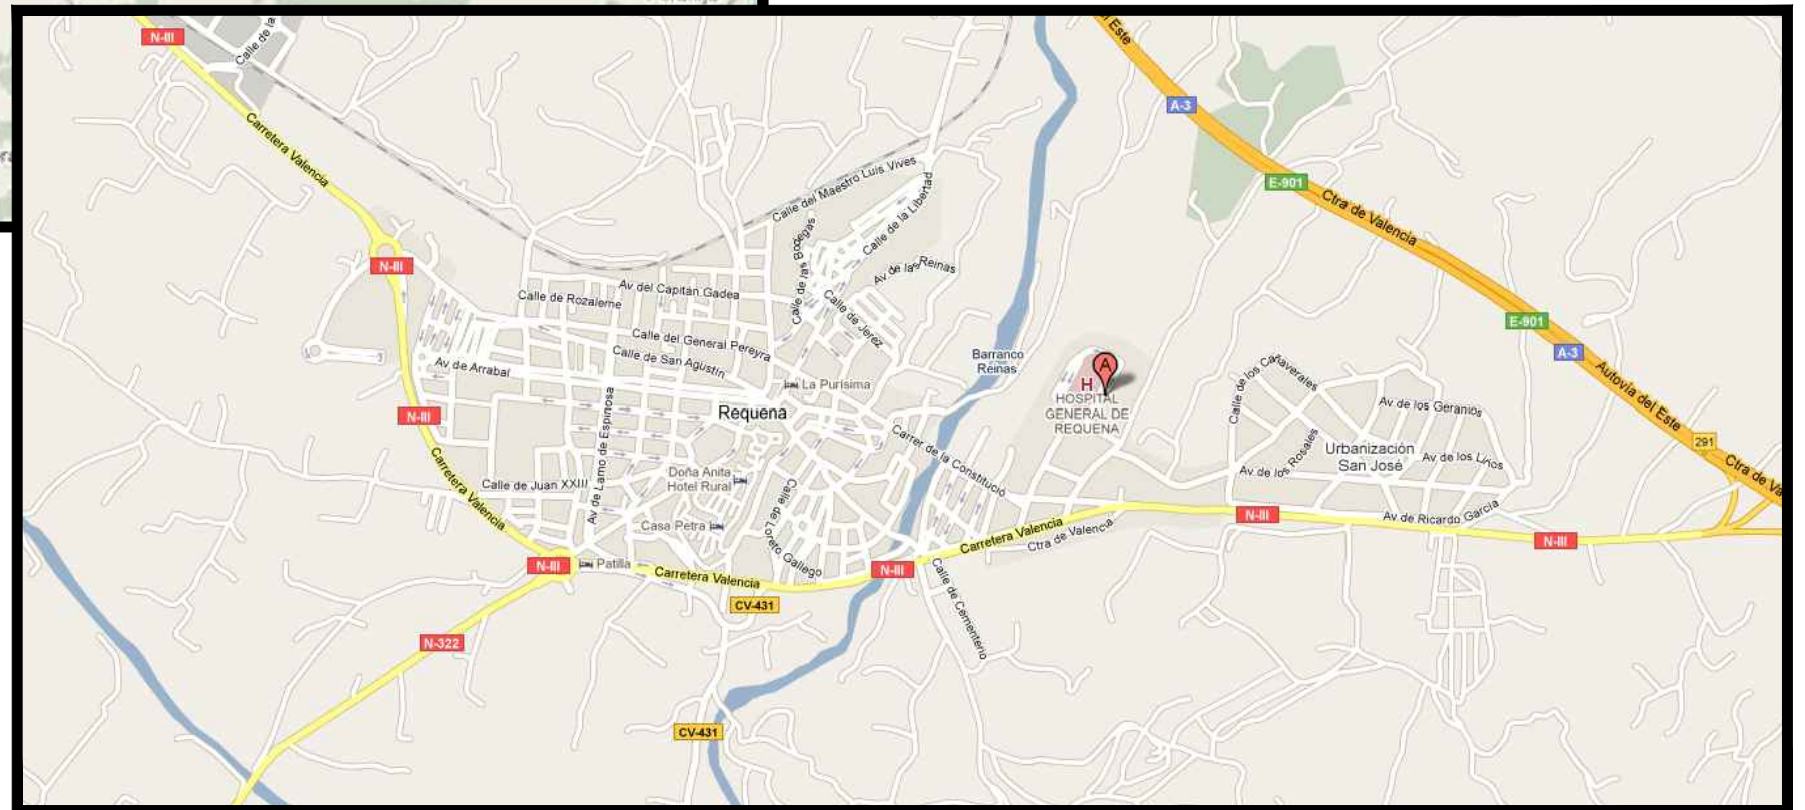 N-III
Calle de la
l Este
A-3
Carretera Valencia
Calle del Maestro Luis Vives
E-901
Ctra de Valencia
Calle de la Libertad
Calle de las Bodegas
N-III
Av de las Reinas
Av del Capitan Gadea
Calle de Rozaleme
Calle de Jerez
E-901
Calle del General Pereyra
Calle de San Agustín
Barranco
Reinas
A-3
Av de Arrabal
La Purísima
A
H
HOSPITAL
GENERAL DE
REQUENA
Calle de los Cañaverales
Autovía del Este
N-III
Requena
Av de los Geranios
Av de Lamo de Espinosa
Carrer de la Constitució
291
Urbanización
San José
Av de los Rosales
Av de los Lirios
Ctra de Va
Carretera Valencia
Calle de Juan XXIII
Doña Anita
Hotel Rural
Calle de Loreto Gallego
Casa Petra
Carretera Valencia
Ctra de Valencia
N-III
Av de Ricardo García
N-III
N-III
Patilla
Carretera Valencia
N-III
Calle de Cementerio
CV-431
N-322
CV-431